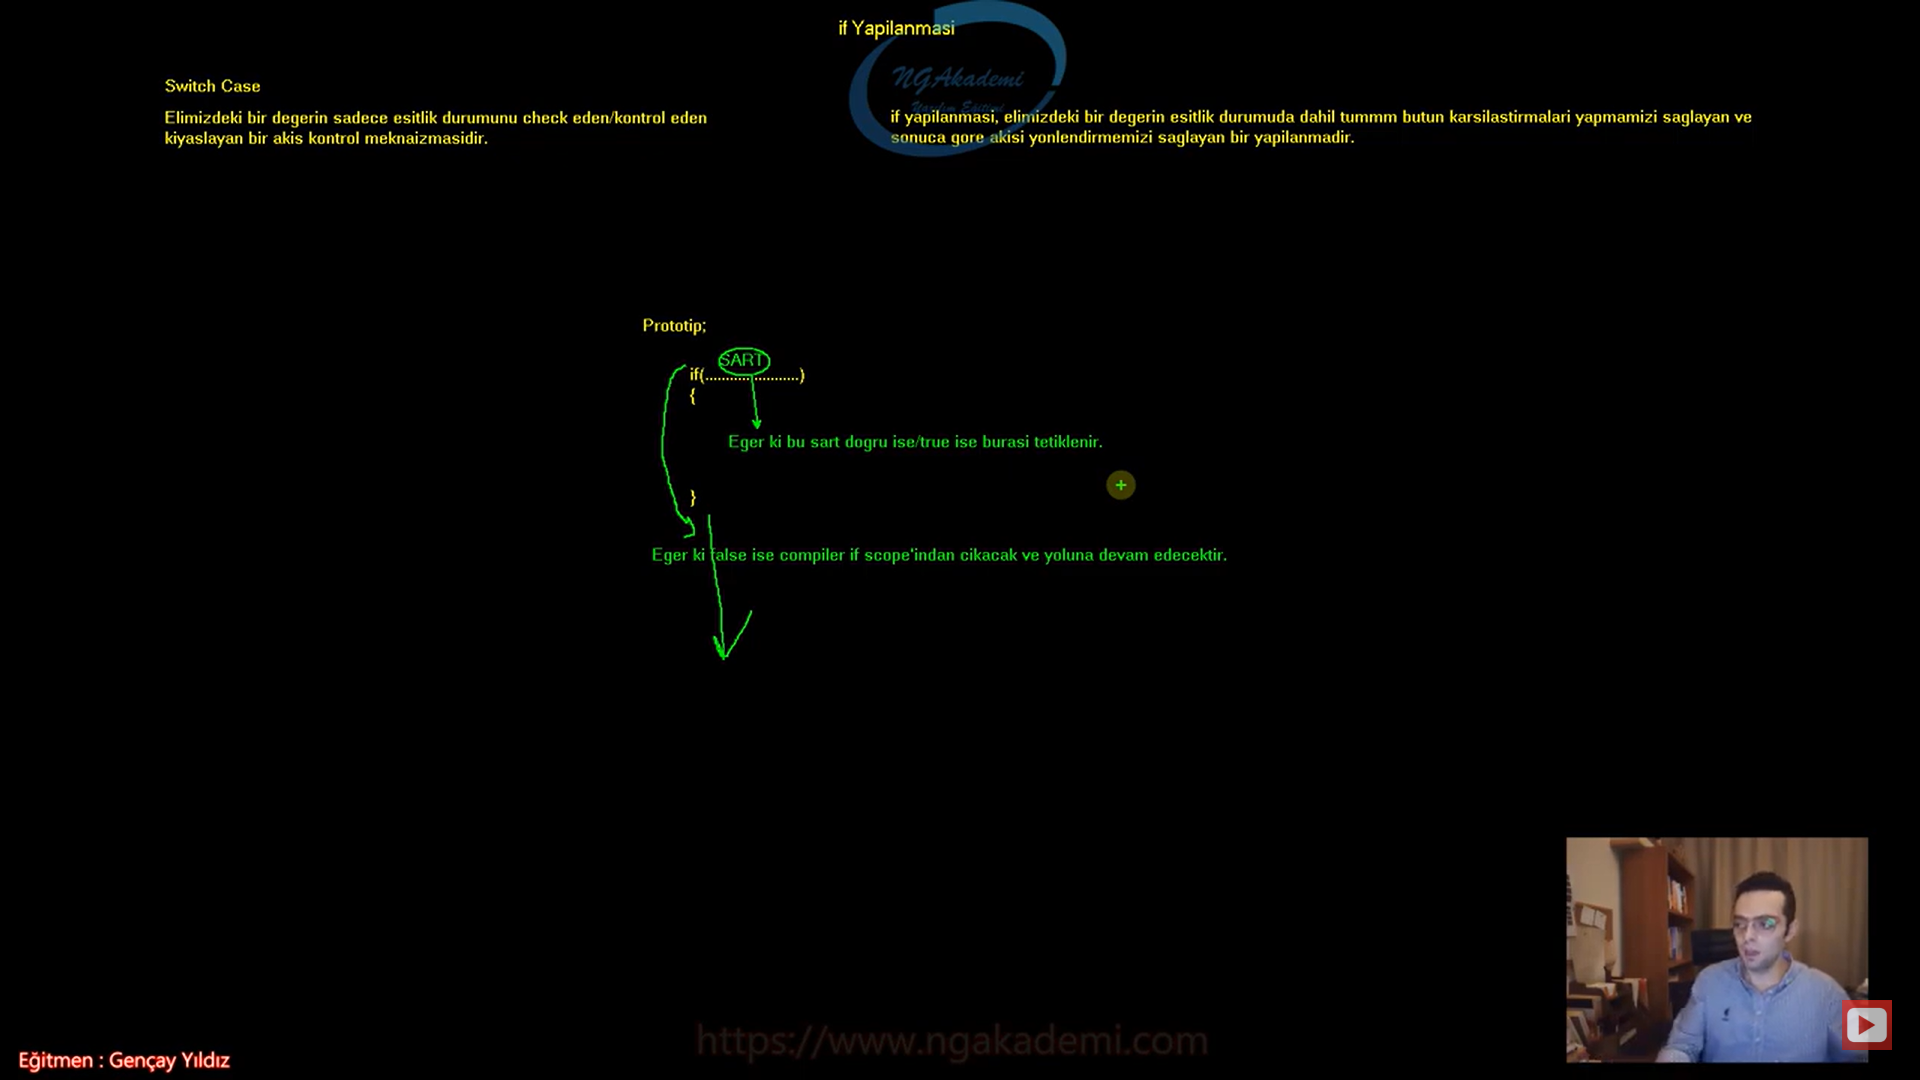 if Yapilanmasi
NGAkademi
Yazılım Eğitimi
Switch Case
Elimizdeki bir degerin sadece esitlik durumunu check eden/kontrol eden
kiyaslayan bir akis kontrol meknaizmasidir.
if yapilanmasi, elimizdeki bir degerin esitlik durumuda dahil tummm butun karsilastirmalari yapmamizi saglayan ve
sonuca gore akisi yonlendirmemizi saglayan bir yapilanmadir.
Prototip;
SART
if(........................)
{
Eger ki bu sart dogru ise/true ise burasi tetiklenir.
}
Eger ki false ise compiler if scope'indan cikacak ve yoluna devam edecektir.
https://www.ngakademi.com
Eğitmen : Gençay Yıldız